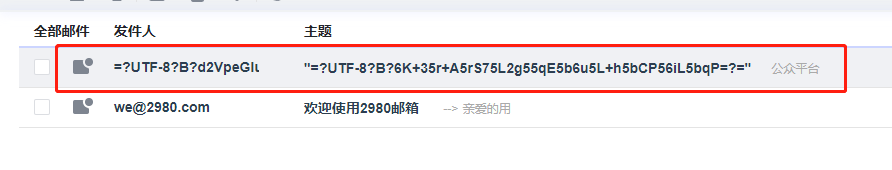 全部邮件 发件人 主题
=?UTF-8?B?d2VpeGlu "=?UTF-8?B?6K+35r+A5rS75L2g55qE5b6u5L+h5bCP56iL5bqP=?=" 公众平台
we@2980.com 欢迎使用2980邮箱 --> 亲爱的用